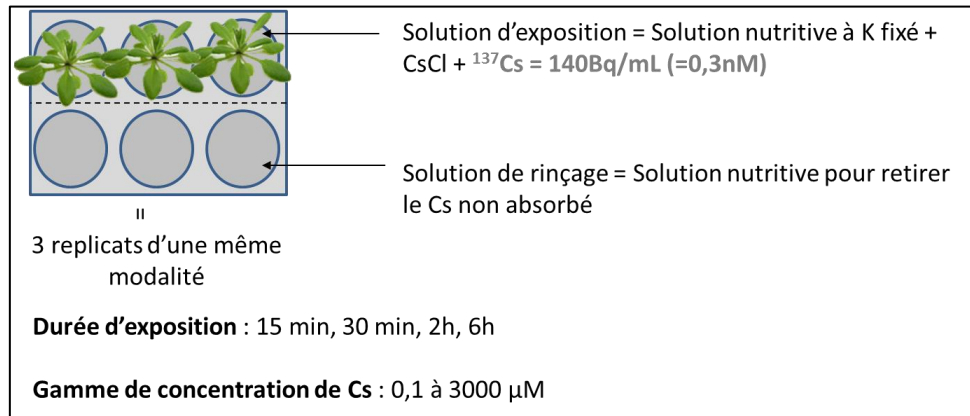 Solution d’exposition = Solution nutritive à K fixé +
CsCl + ¹³⁷Cs = 140Bq/mL (=0,3nM)
Solution de rinçage = Solution nutritive pour retirer
le Cs non absorbé
=
3 replicats d’une même
modalité
Durée d’exposition : 15 min, 30 min, 2h, 6h
Gamme de concentration de Cs : 0,1 à 3000 µM